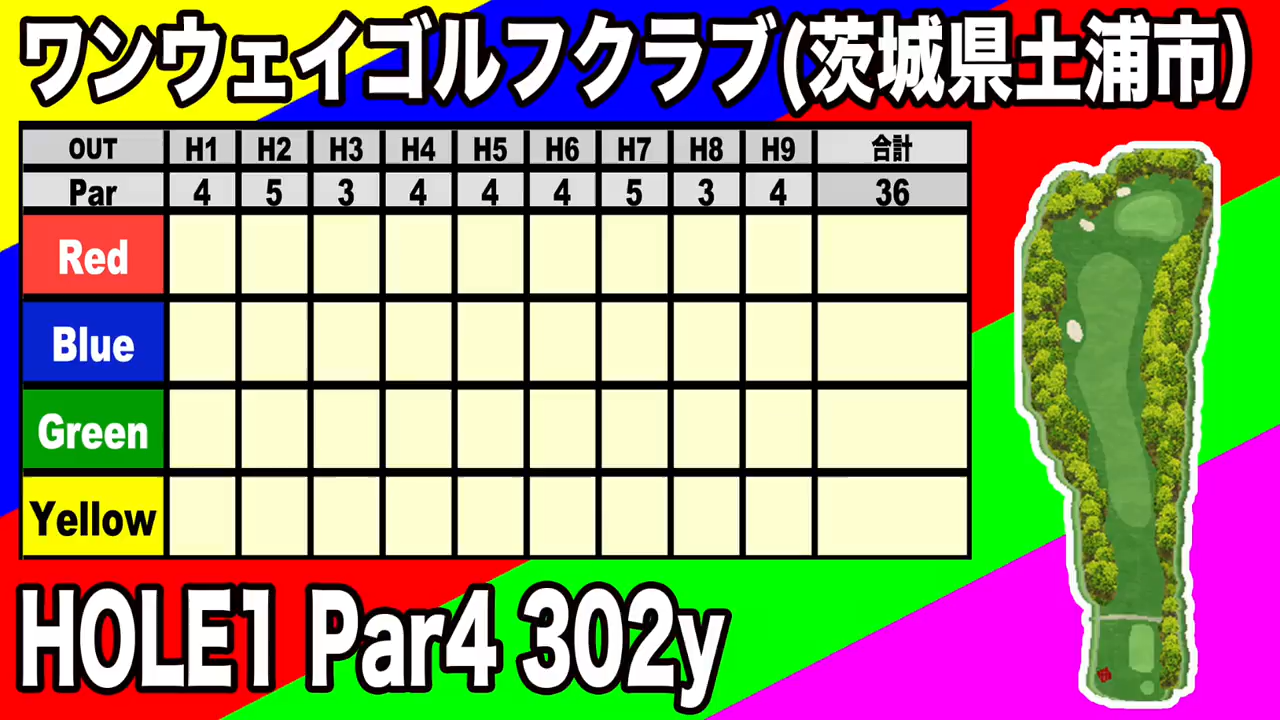 ワンウェイゴルフクラブ(茨城県土浦市)
OUT H1 H2 H3 H4 H5 H6 H7 H8 H9 合計
Par 4 5 3 4 4 4 5 3 4 36
Red
Blue
Green
Yellow
HOLE1 Par4 302y